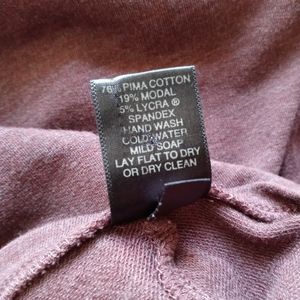 76% PIMA COTTON
19% MODAL
5% LYCRA ®
SPANDEX
HAND WASH
COLD WATER
MILD SOAP
LAY FLAT TO DRY
OR DRY CLEAN